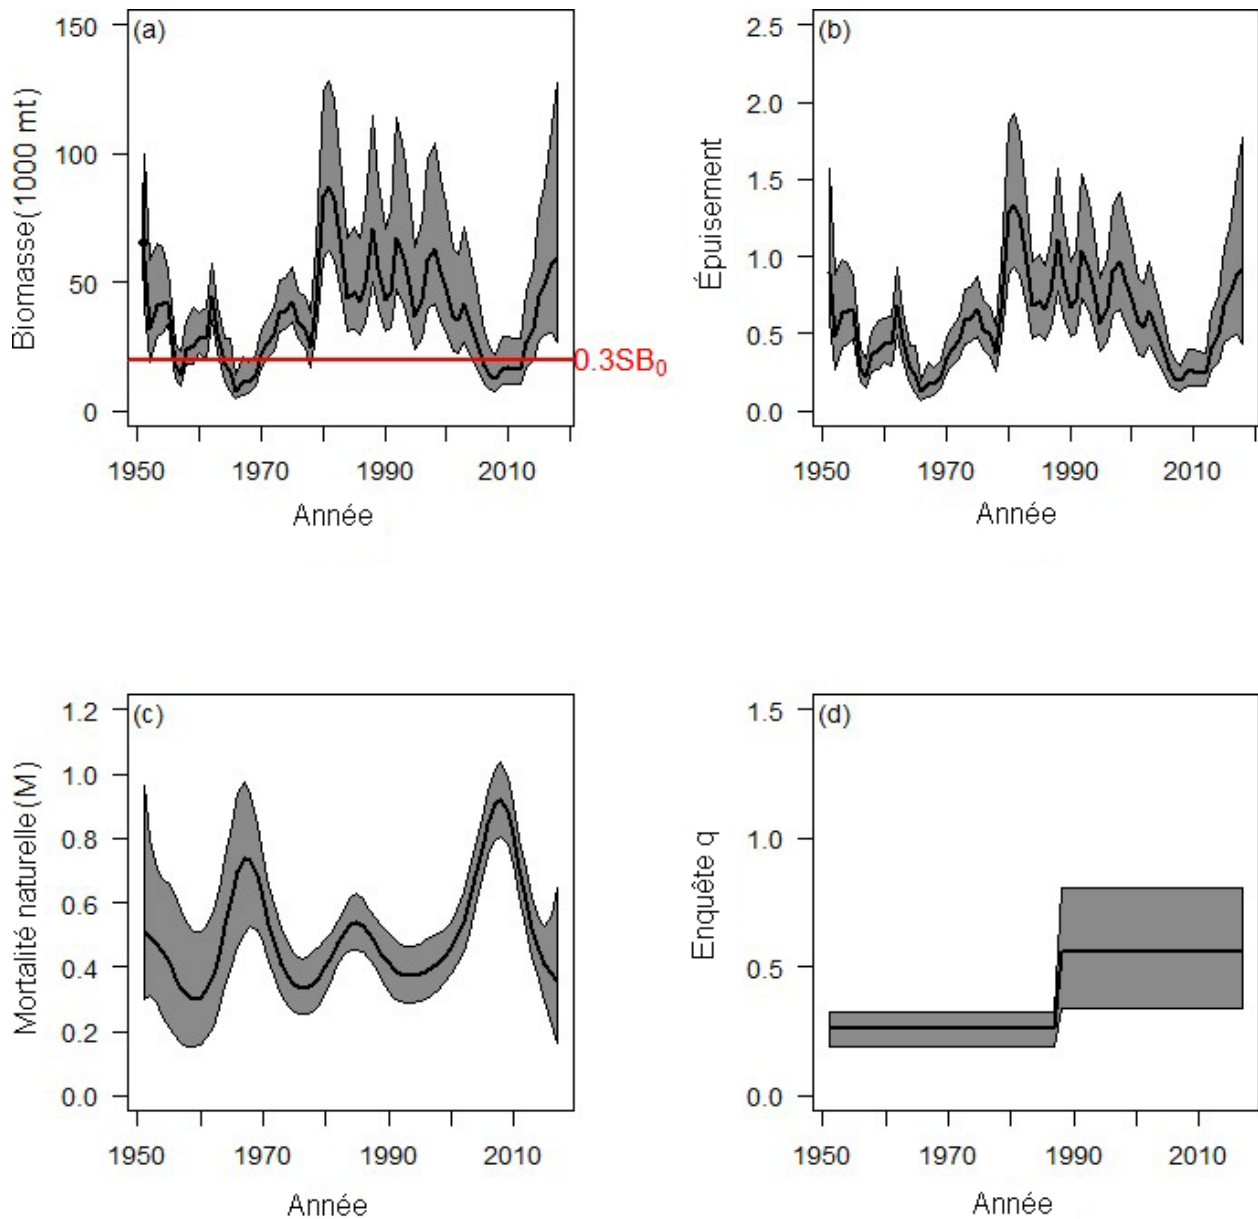 (a)
150
100
50
0
Biomasse(1000 mt)
0.3SB₀
1950 1970 1990 2010
Année
(b)
2.5
2.0
1.5
1.0
0.5
0.0
Épuisement
1950 1970 1990 2010
Année
(c)
1.2
1.0
0.8
0.6
0.4
0.2
0.0
Mortalité naturelle(M)
1950 1970 1990 2010
Année
(d)
1.5
1.0
0.5
0.0
Enquête q
1950 1970 1990 2010
Année